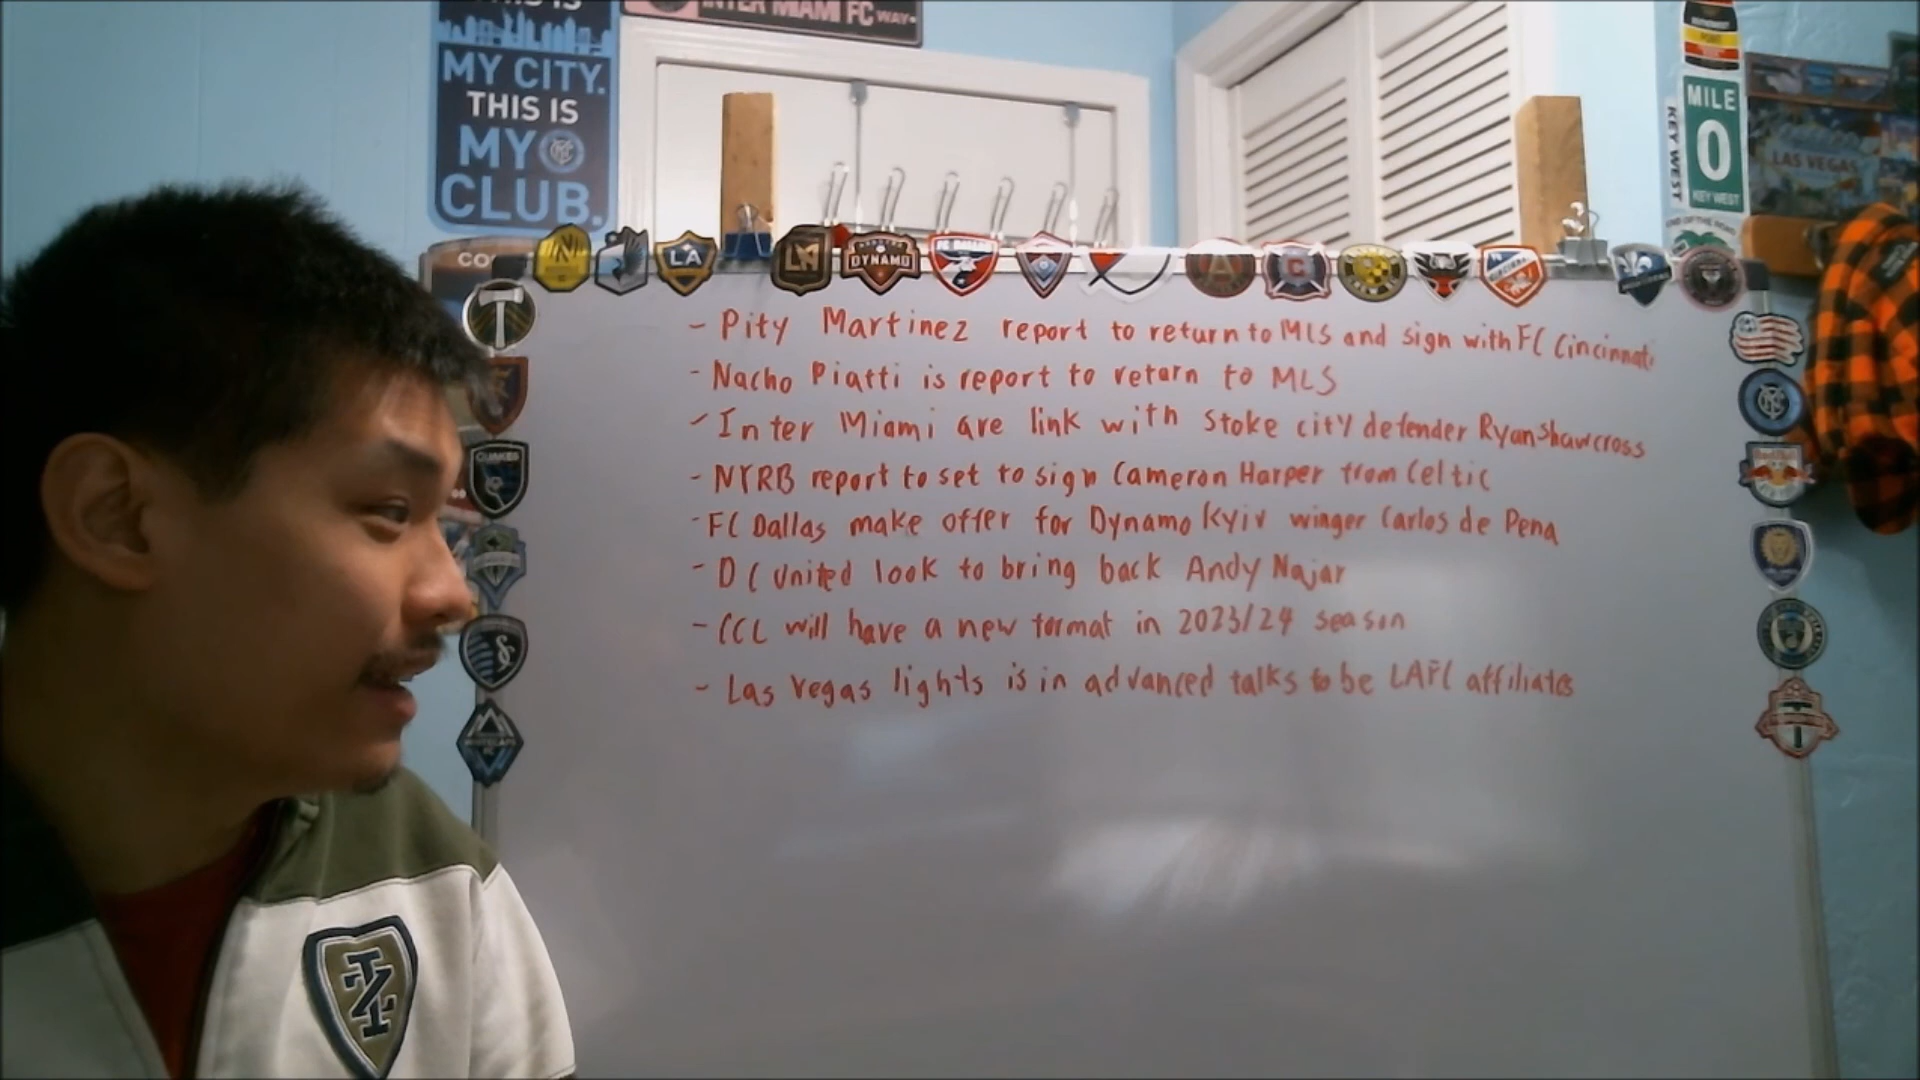 THIS IS
MY CITY.
THIS IS
MY
CLUB.
INTER MIAMI FC WAY
MILE
0
KEY WEST
KEY WEST
LAS VEGAS
LA
DYNAMO
QUAKES
- Pity Martinez report to return to MLS and sign with FC Cincinnati
- Nacho Piatti is report to return to MLS
- Inter Miami are link with Stoke city defender Ryan Shawcross
- NYRB report to set to sign Cameron Harper from Celtic
- FC Dallas make offer for Dynamo Kyiv winger Carlos de Pena
- DC United look to bring back Andy Najar
- CCL will have a new format in 2023/24 season
- Las Vegas lights is in advanced talks to be LAFC affiliates